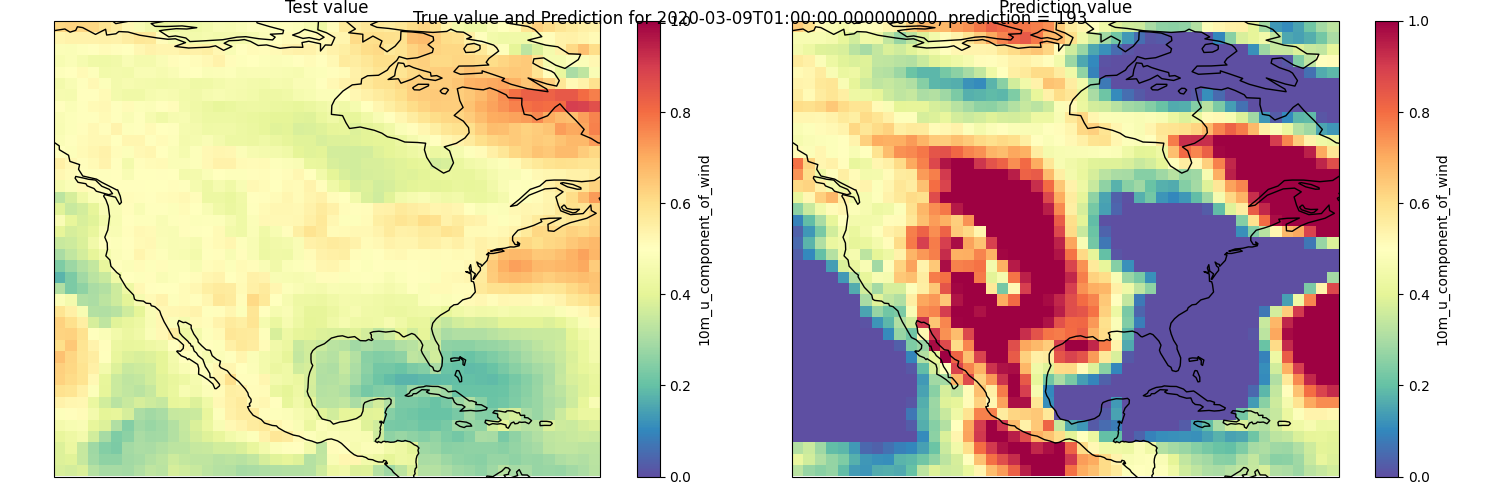 Test value
Prediction value
True value and Prediction for 2020-03-09T01:00:00.000000000, prediction = 193
1.0
0.8
0.6
0.4
0.2
0.0
10m_u_component_of_wind
1.0
0.8
0.6
0.4
0.2
0.0
10m_u_component_of_wind